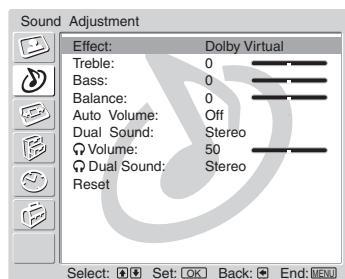 Sound Adjustment
Effect: Dolby Virtual
Treble: 0
Bass: 0
Balance: 0
Auto Volume: Off
Dual Sound: Stereo
Volume: 50
Dual Sound: Stereo
Reset
Select: Set: OK Back: End: MENU